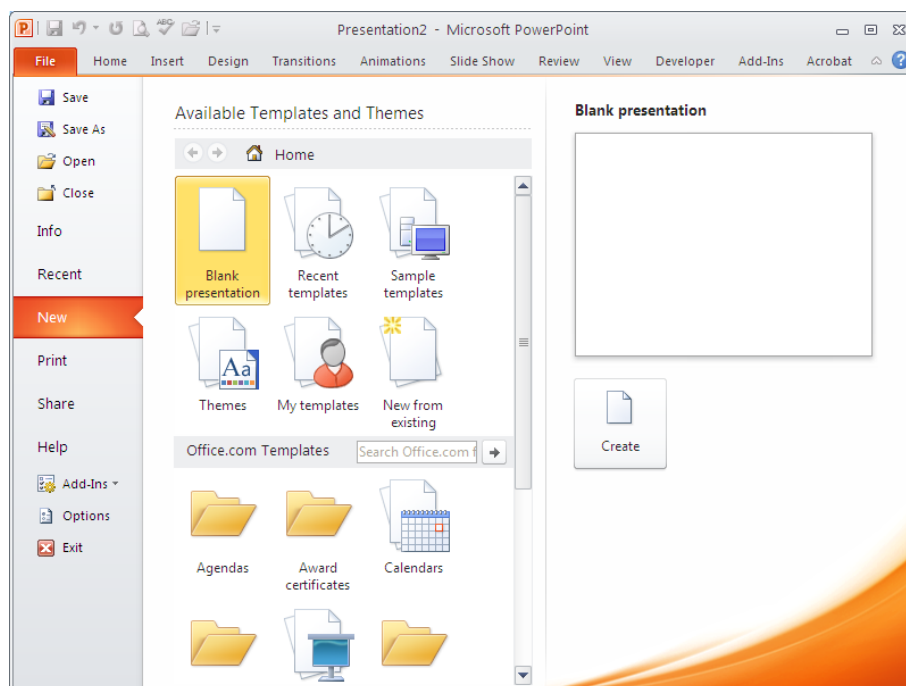 Presentation2 - Microsoft PowerPoint
File Home Insert Design Transitions Animations Slide Show Review View Developer Add-Ins Acrobat
Save
Save As
Open
Close
Info
Recent
New
Print
Share
Help
Add-Ins
Options
Exit
Available Templates and Themes
Home
Blank
presentation
Recent
templates
Sample
templates
Themes
My templates
New from
existing
Office.com Templates
Search Office.com f
Agendas
Award
certificates
Calendars
Blank presentation
Create